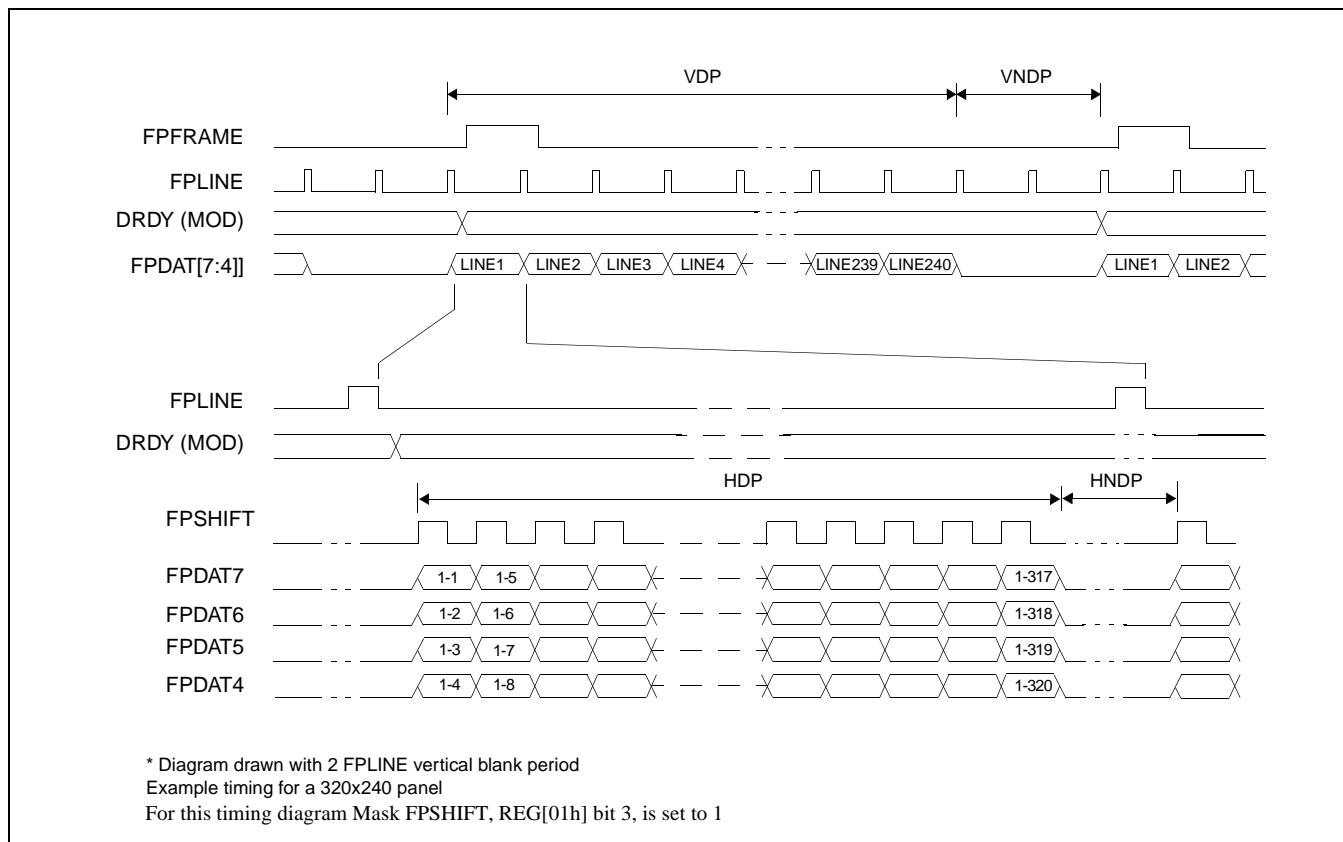 VDP VNDP
FPFRAME
FPLINE
DRDY (MOD)
FPDAT[7:4]] LINE1 LINE2 LINE3 LINE4 LINE239 LINE240 LINE1 LINE2
FPLINE
DRDY (MOD)
HDP HNDP
FPSHIFT
FPDAT7 1-1 1-5 1-317
FPDAT6 1-2 1-6 1-318
FPDAT5 1-3 1-7 1-319
FPDAT4 1-4 1-8 1-320
* Diagram drawn with 2 FPLINE vertical blank period
Example timing for a 320x240 panel
For this timing diagram Mask FPSHIFT, REG[01h] bit 3, is set to 1